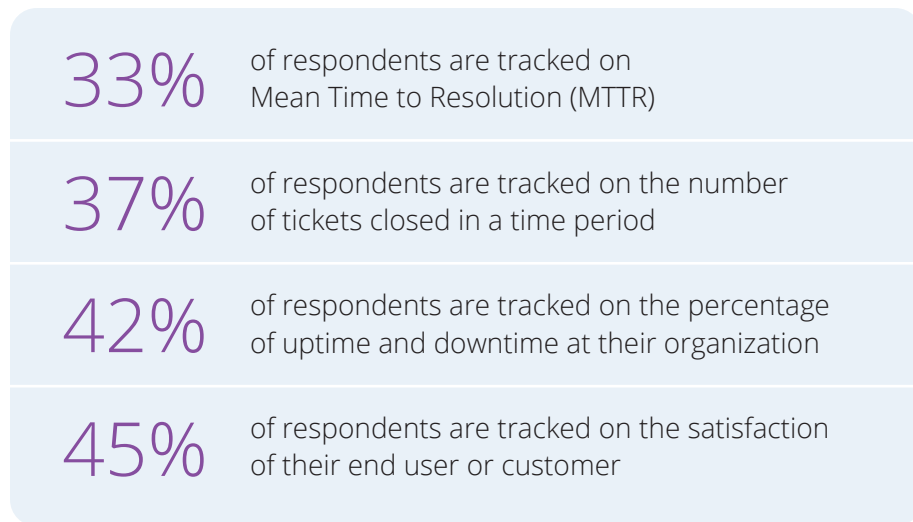 33%
of respondents are tracked on
Mean Time to Resolution (MTTR)
37%
of respondents are tracked on the number
of tickets closed in a time period
42%
of respondents are tracked on the percentage
of uptime and downtime at their organization
45%
of respondents are tracked on the satisfaction
of their end user or customer